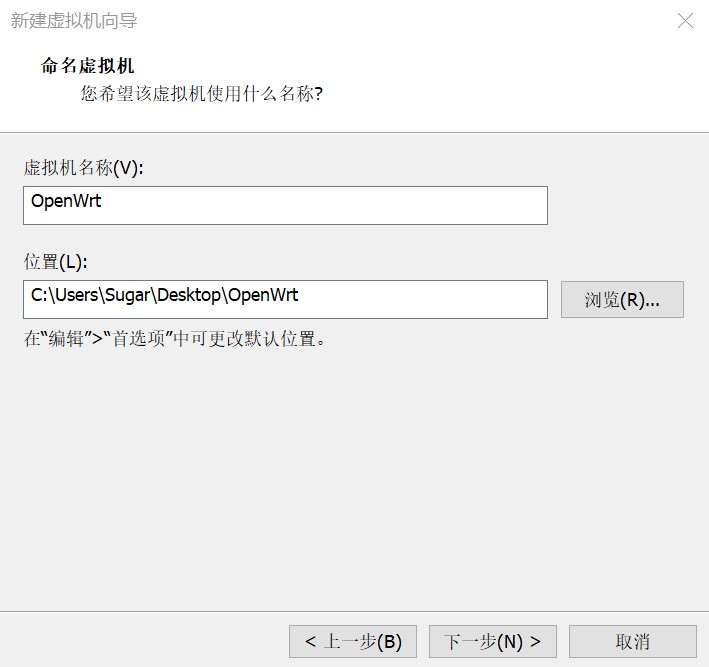 新建虚拟机向导
命名虚拟机
您希望该虚拟机使用什么名称?
虚拟机名称(V):
OpenWrt
位置(L):
C:\Users\Sugar\Desktop\OpenWrt
浏览(R)...
在“编辑”>“首选项”中可更改默认位置。
< 上一步(B)
下一步(N) >
取消